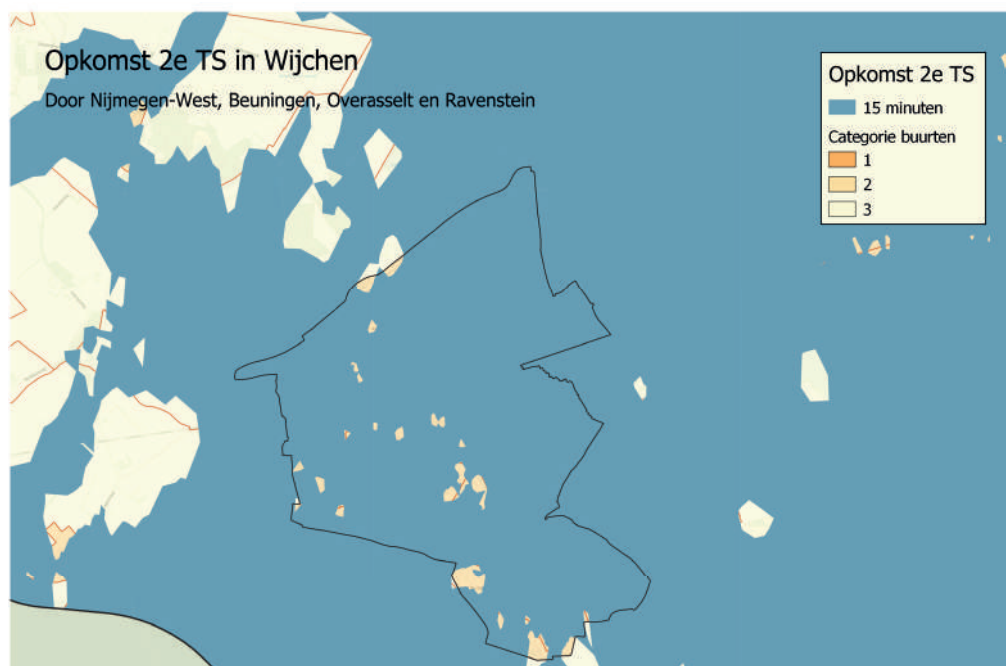 Opkomst 2e TS in Wijchen
Door Nijmegen-West, Beuningen, Overasselt en Ravenstein
Opkomst 2e TS
15 minuten
Categorie buurten
1
2
3